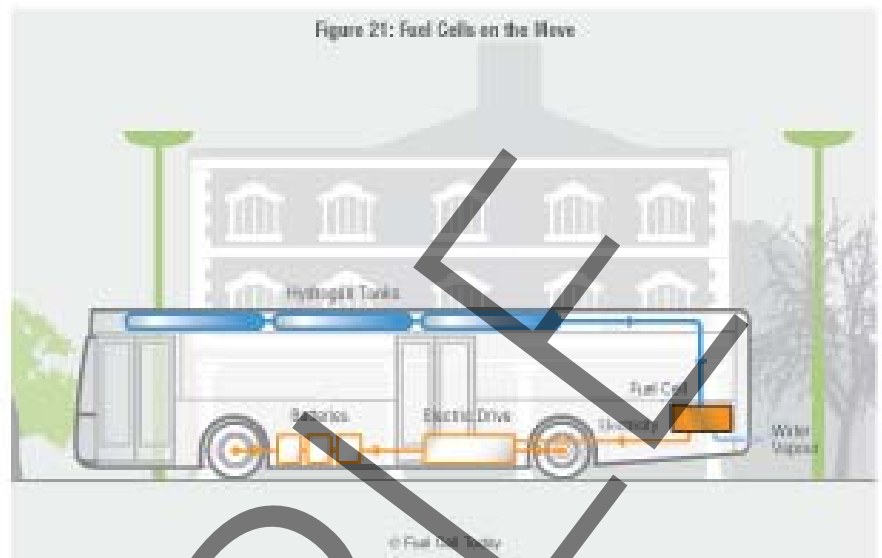 Figure 21: Fuel Cells on the Move
Hydrogen Tanks
Fuel Cell
Batteries
Electric Drive
Electricity
Water
Vapour
© Fuel Cell Today